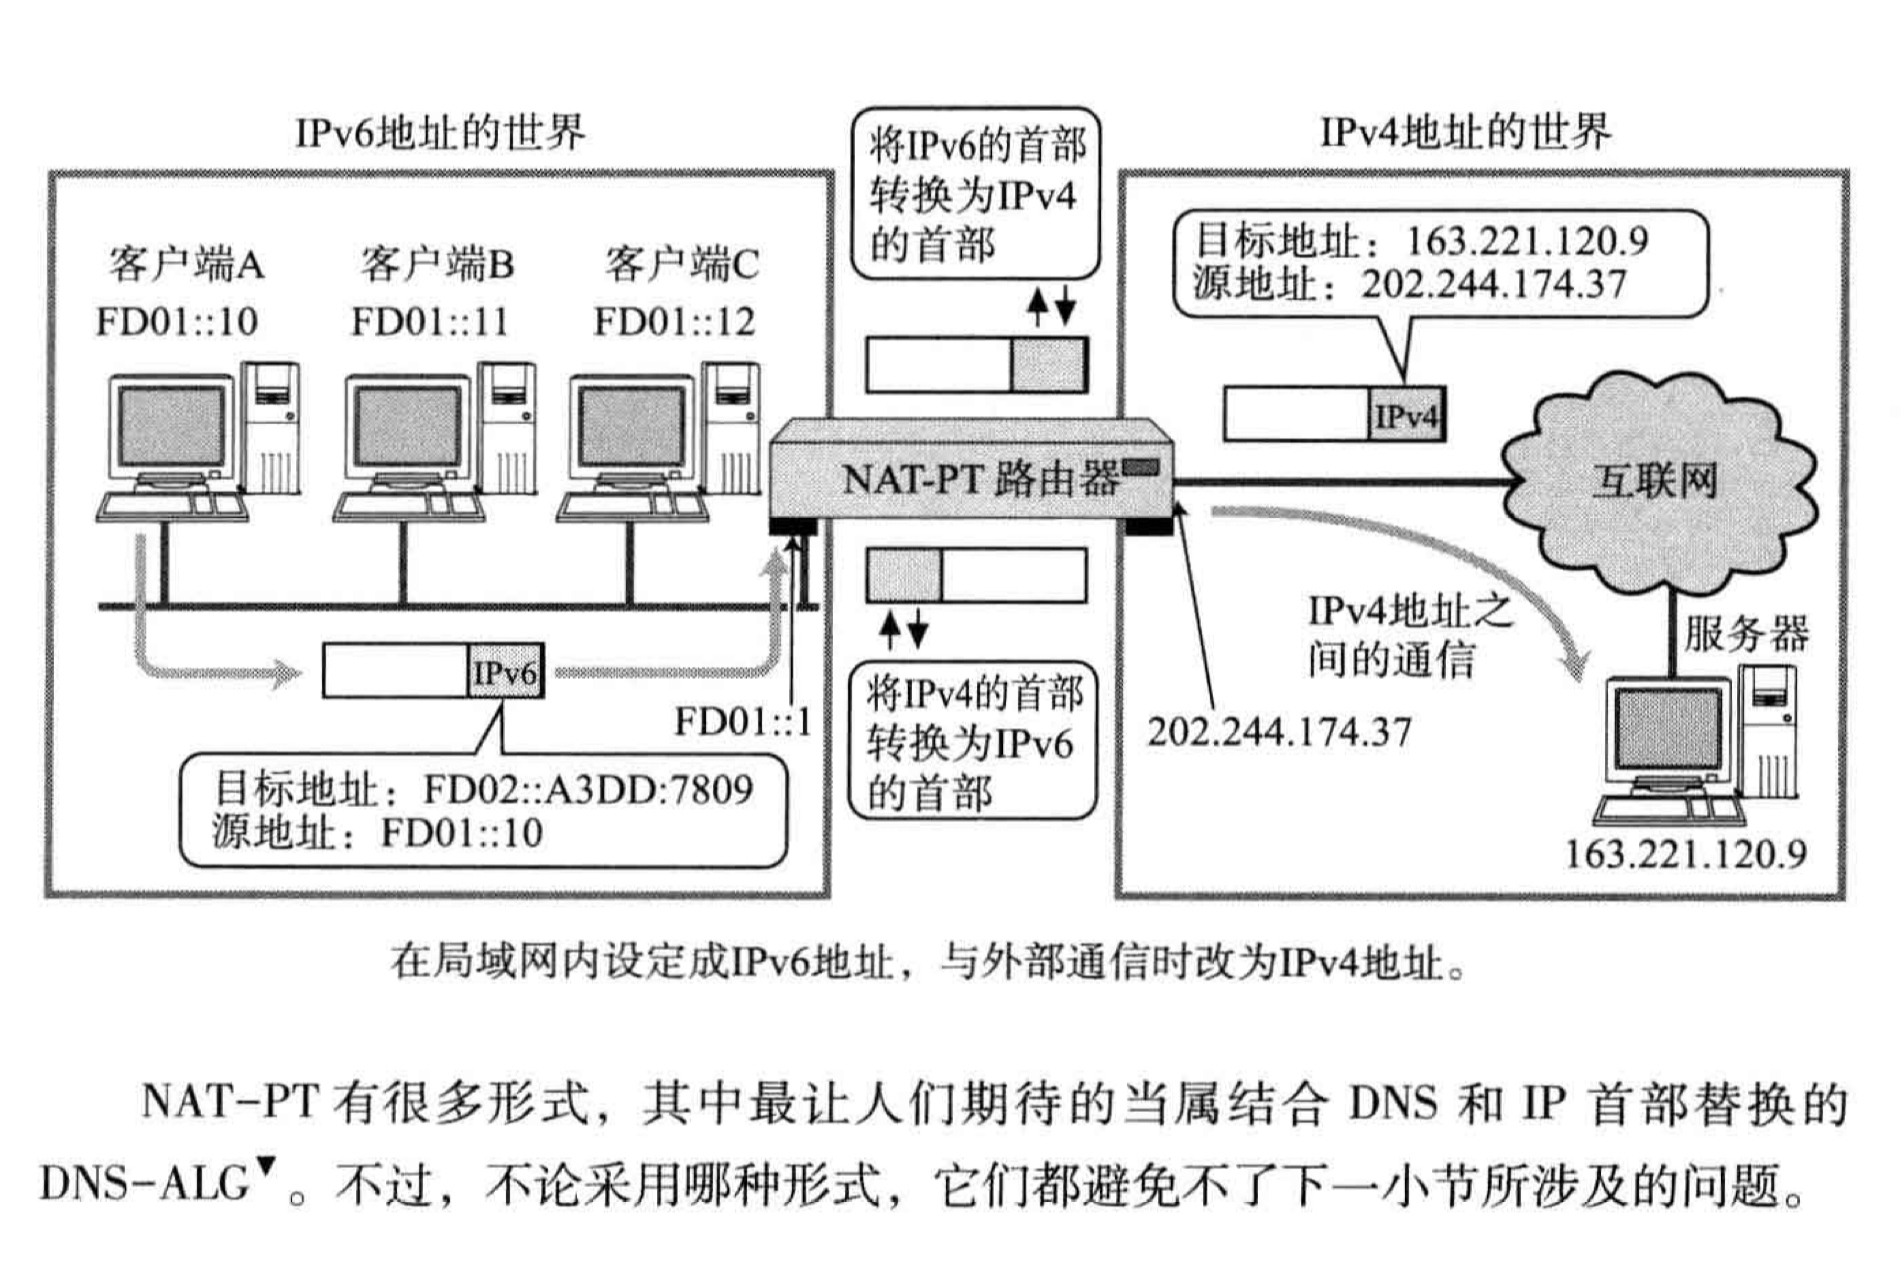 IPv6地址的世界
IPv4地址的世界
将IPv6的首部
转换为IPv4
的首部
目标地址：163.221.120.9
源地址：202.244.174.37
客户端A
FD01::10
客户端B
FD01::11
客户端C
FD01::12
IPv4
NAT-PT 路由器
互联网
IPv4地址之
间的通信
服务器
IPv6
FD01::1
将IPv4的首部
转换为IPv6
的首部
202.244.174.37
目标地址：FD02::A3DD:7809
源地址：FD01::10
163.221.120.9
在局域网内设定成IPv6地址，与外部通信时改为IPv4地址。
NAT-PT 有很多形式，其中最让人们期待的当属结合 DNS 和 IP 首部替换的
DNS-ALG▼。不过，不论采用哪种形式，它们都避免不了下一小节所涉及的问题。